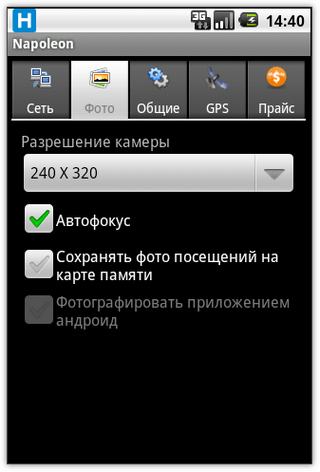 H 3G 14:40
Napoleon
Сеть Фото Общие GPS Прайс
Разрешение камеры
240 X 320
Автофокус
Сохранять фото посещений на
карте памяти
Фотографировать приложением
андроид